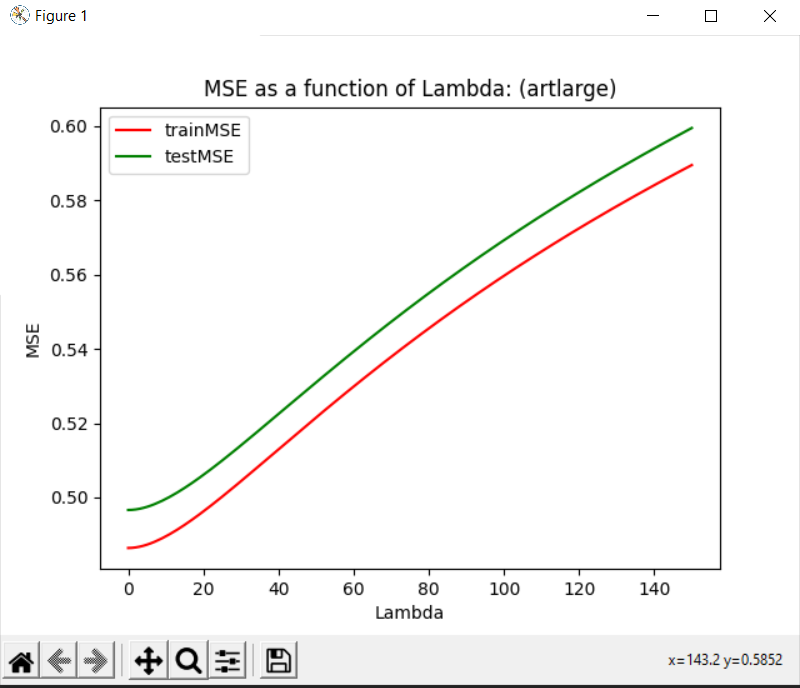 Figure 1
MSE as a function of Lambda: (artlarge)
trainMSE
testMSE
0.60
0.58
0.56
0.54
0.52
0.50
MSE
0 20 40 60 80 100 120 140
Lambda
x=143.2 y=0.5852